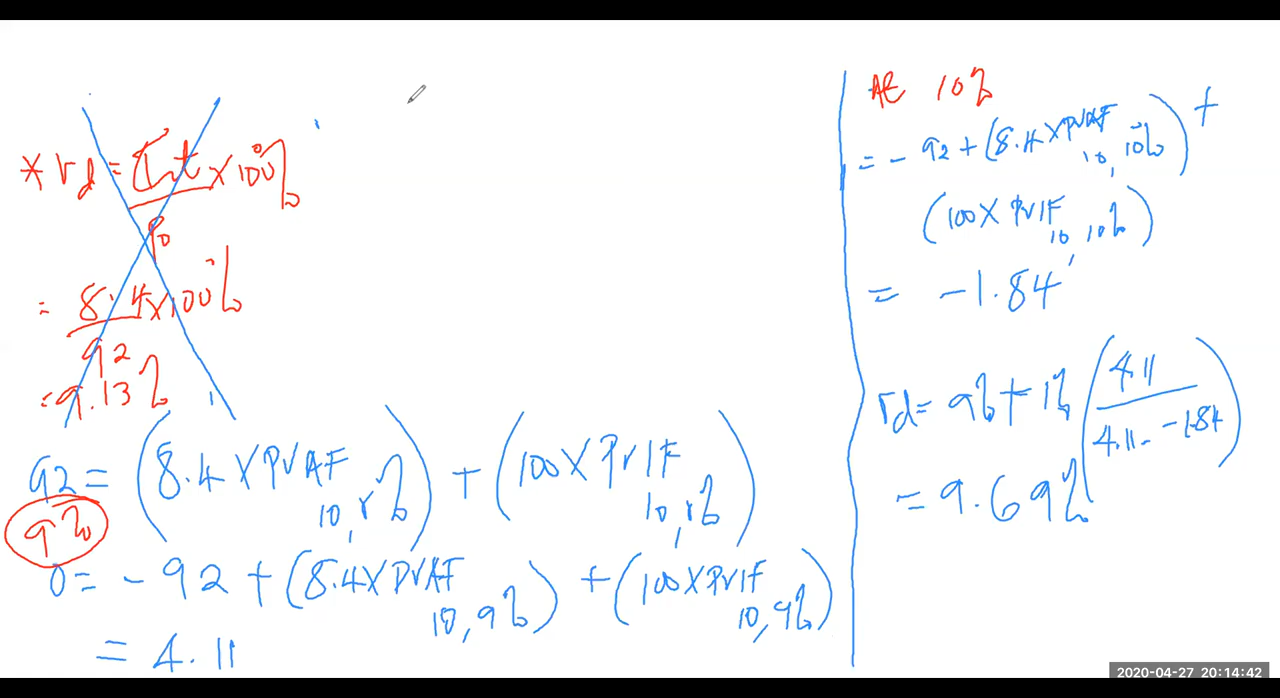 * rd = Int x 100%
P0
= 8.4 x 100%
92
= 9.13%
92 = (8.4 X PVAF 10, r%) + (100 X PVIF 10, r%)
9%
0 = - 92 + (8.4 X PVAF 10, 9%) + (100 X PVIF 10, 9%)
= 4.11
At 10%
= - 92 + (8.4 X PVAF 10, 10%) +
(100 X PVIF 10, 10%)
= -1.84
rd = 9% + 1% (4.11
4.11 - -1.84)
= 9.69%
2020-04-27 20:14:42